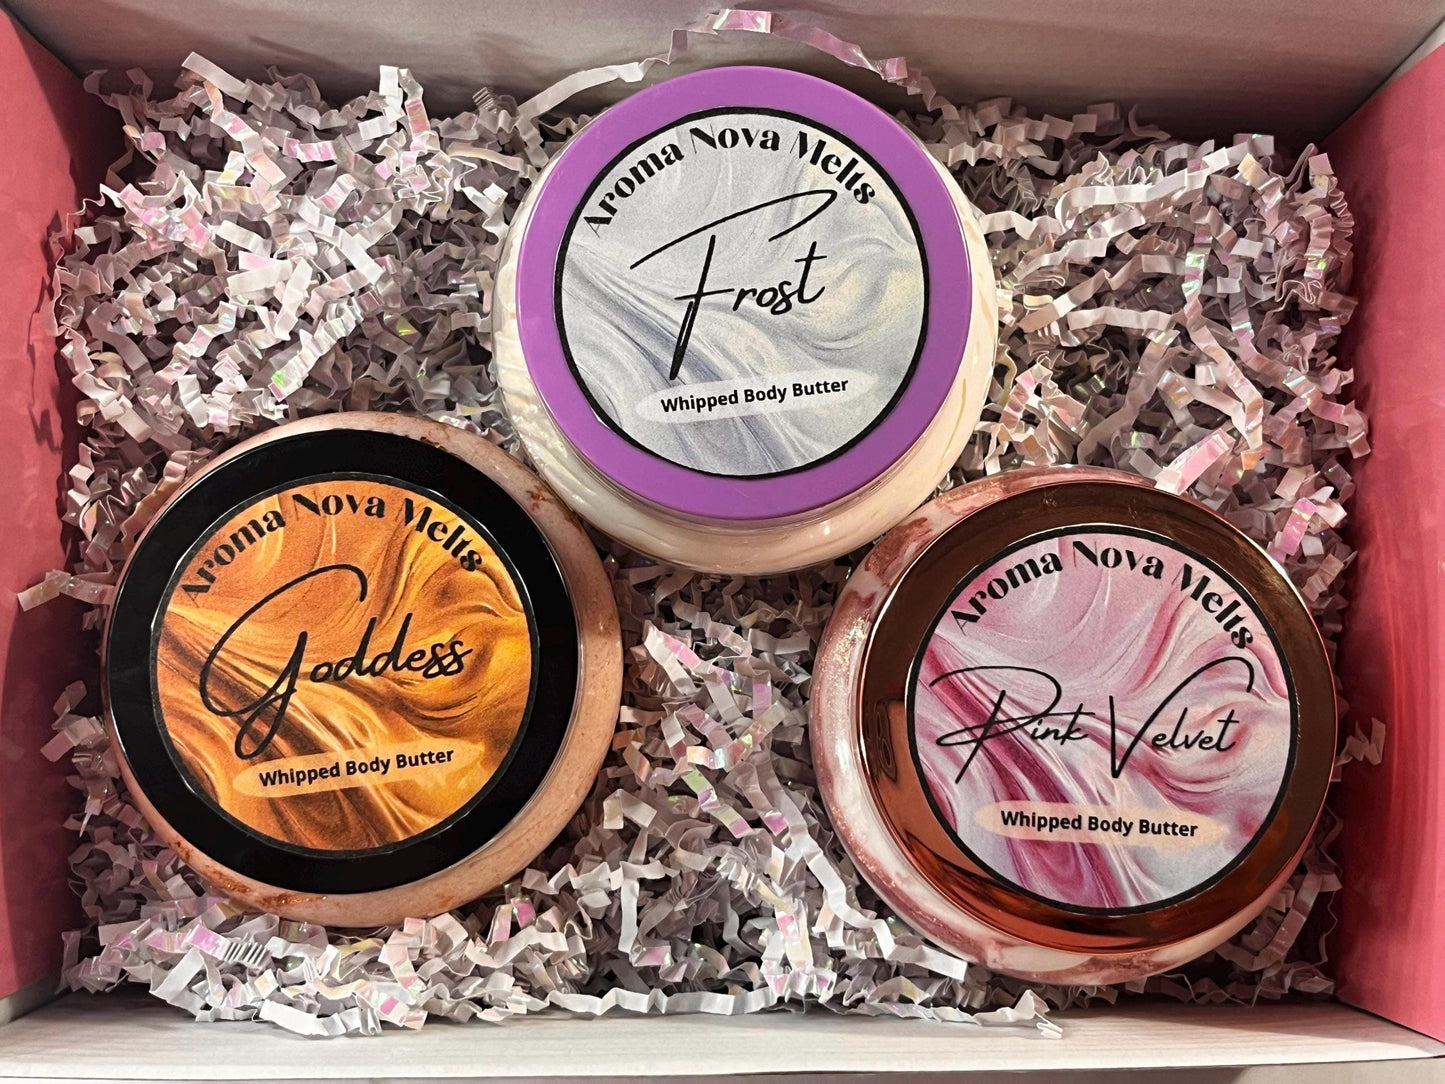 Aroma Nova Melts
Frost
Whipped Body Butter
Aroma Nova Melts
Goddess
Whipped Body Butter
Aroma Nova Melts
Pink Velvet
Whipped Body Butter